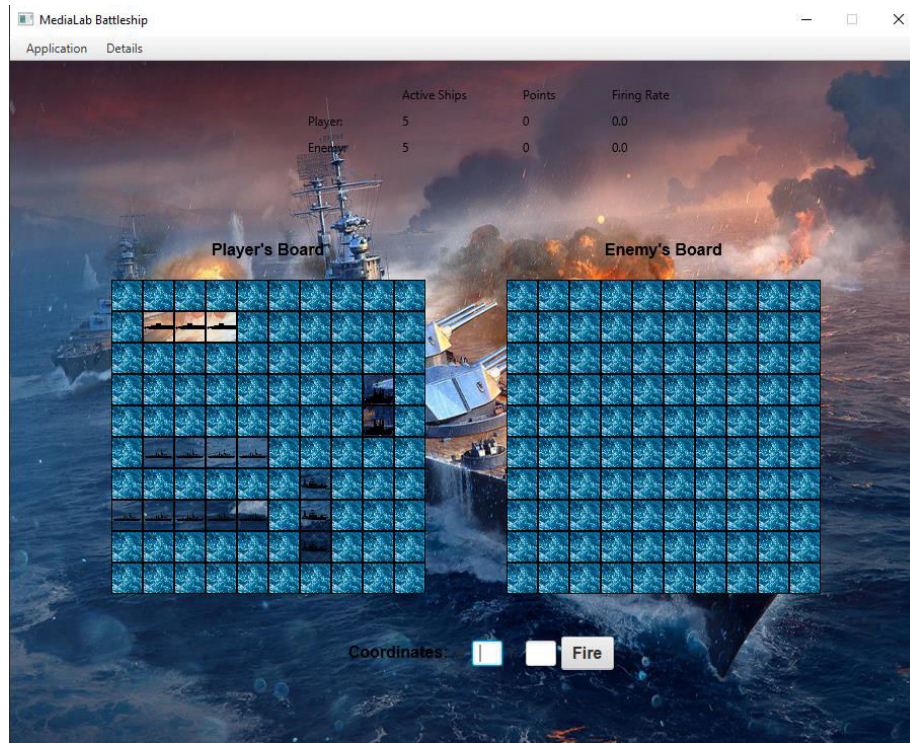 MediaLab Battleship
Application Details
Active Ships Points Firing Rate
Player: 5 0 0.0
Enemy: 5 0 0.0
Player's Board Enemy's Board
Coordinates: Fire